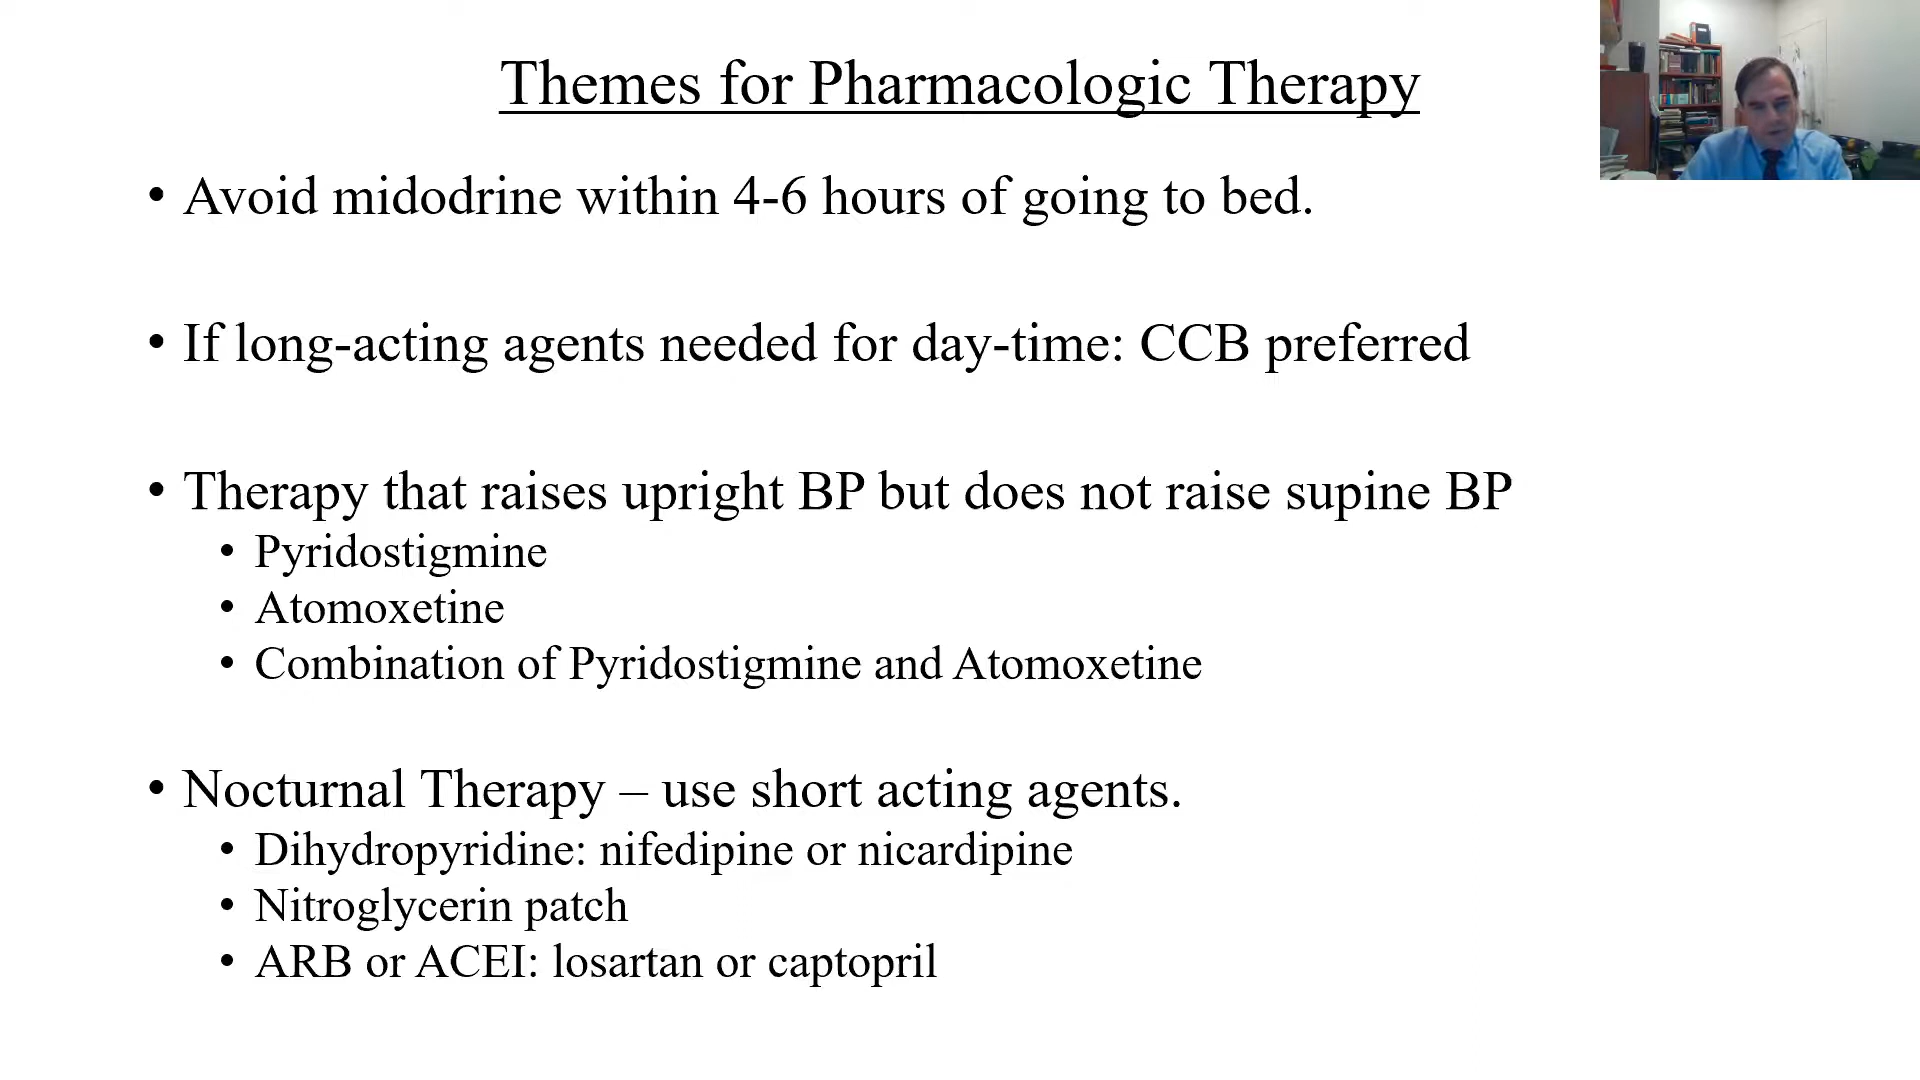 Themes for Pharmacologic Therapy
• Avoid midodrine within 4-6 hours of going to bed.
• If long-acting agents needed for day-time: CCB preferred
• Therapy that raises upright BP but does not raise supine BP
• Pyridostigmine
• Atomoxetine
• Combination of Pyridostigmine and Atomoxetine
• Nocturnal Therapy – use short acting agents.
• Dihydropyridine: nifedipine or nicardipine
• Nitroglycerin patch
• ARB or ACEI: losartan or captopril